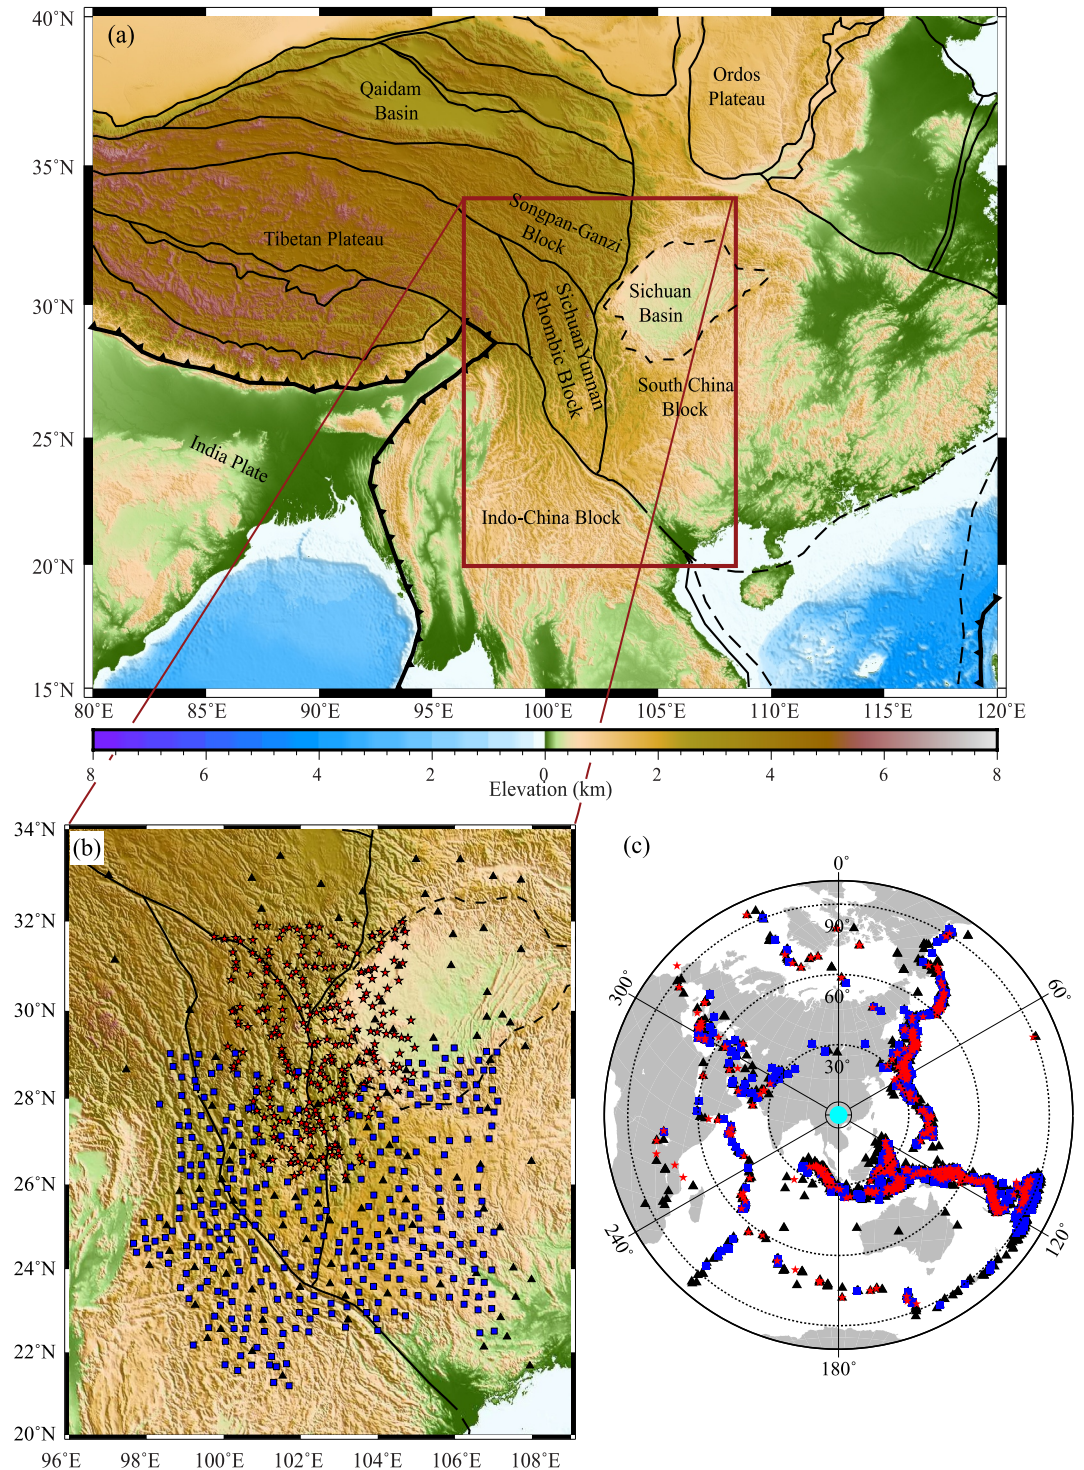 (a)
40°N
35°N
30°N
25°N
20°N
15°N
Qaidam
Basin
Ordos
Plateau
Songpan-Ganzi
Block
Tibetan Plateau
Sichuan
Basin
SichuanYunnan
Rhombic Block
South China
Block
India Plate
Indo-China Block
80°E
85°E
90°E
95°E
100°E
105°E
110°E
115°E
120°E
8
6
4
2
0
2
4
6
8
Elevation (km)
(b)
34°N
32°N
30°N
28°N
26°N
24°N
22°N
20°N
96°E
98°E
100°E
102°E
104°E
106°E
108°E
(c)
0°
60°
120°
180°
240°
300°
90°
60°
30°